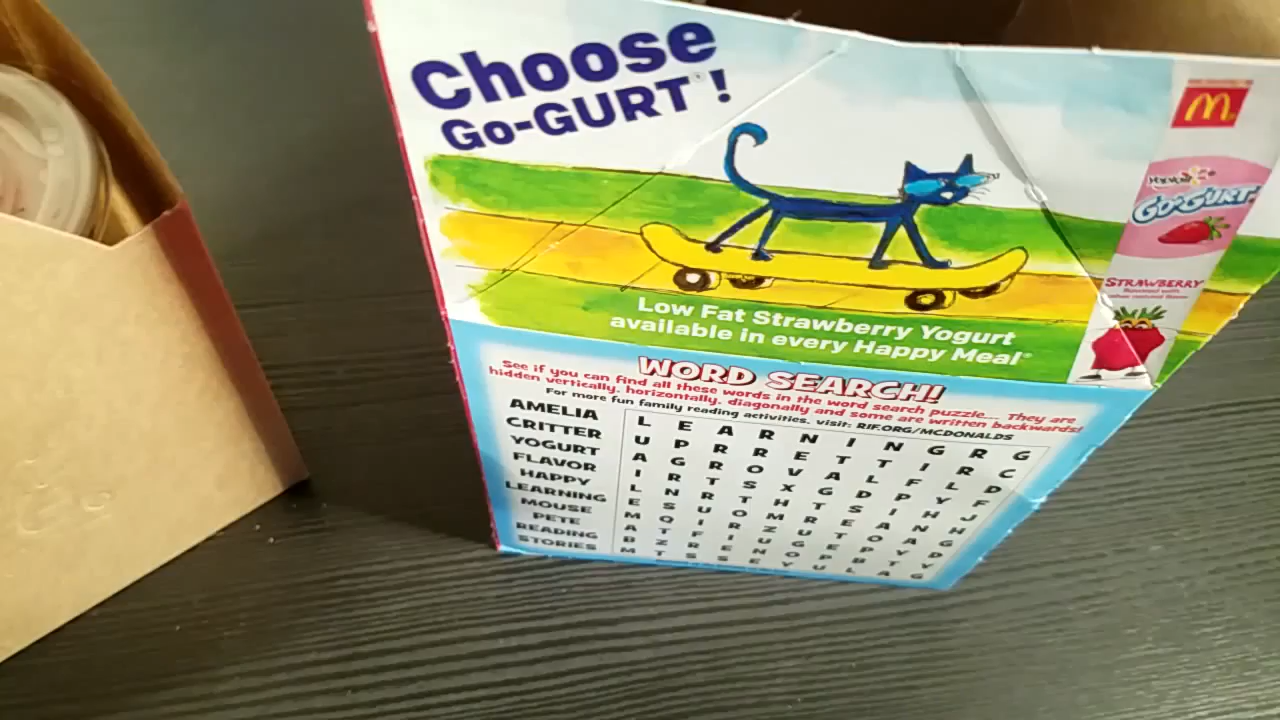 Choose
Go-GURT®!
M
YOPLAIT
GO-GURT
STRAWBERRY
Low Fat Strawberry Yogurt
available in every Happy Meal®
WORD SEARCH!
See if you can find all these words in the word search puzzle... They are
hidden vertically, horizontally, diagonally and some are written backwards!
For more fun family reading activities, visit: RIF.ORG/MCDONALDS
AMELIA
CRITTER
YOGURT
FLAVOR
HAPPY
LEARNING
MOUSE
PETE
READING
STORIES
L E A R N I N G R G
U P R R E T T I R C
A G R O V A L F L D
I R T S X G D P Y F
L N R T H T S I H J
E S U O M R E A N H
M Q I R Z U T O A G
A T F I U G E P Y D
B Z R E N O P B T Y
M T S S E Y U L A G